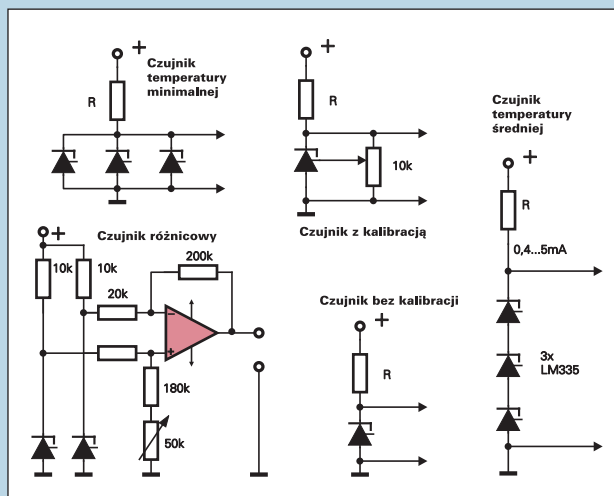 +
Czujnik
temperatury
minimalnej
R
+
R
10k
Czujnik z kalibracją
Czujnik
temperatury
średniej
+
R
0,4...5mA
3x
LM335
+
Czujnik różnicowy
10k
10k
200k
20k
−
+
180k
50k
Czujnik bez kalibracji
+
R